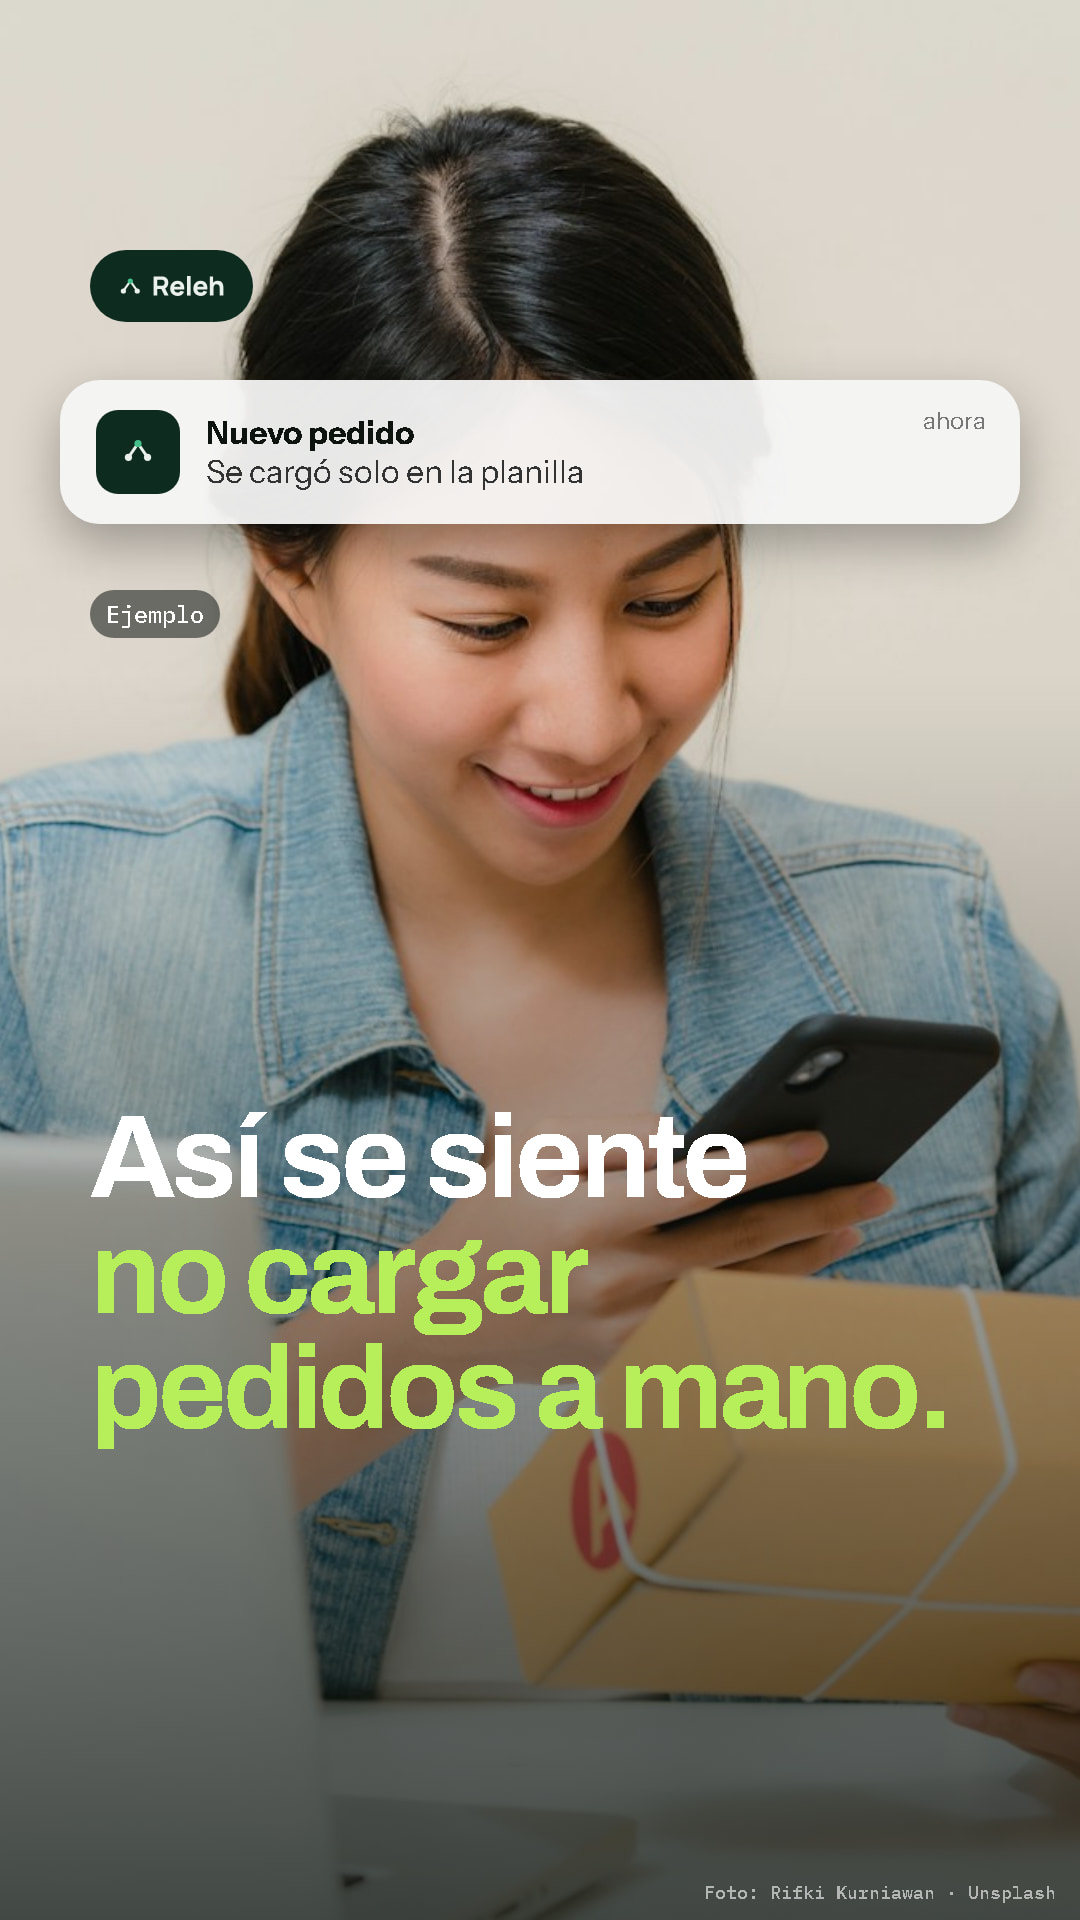 Releh
Nuevo pedido
ahora
Se cargó solo en la planilla
Ejemplo
Así se siente
no cargar
pedidos a mano.
Foto: Rifki Kurniawan · Unsplash